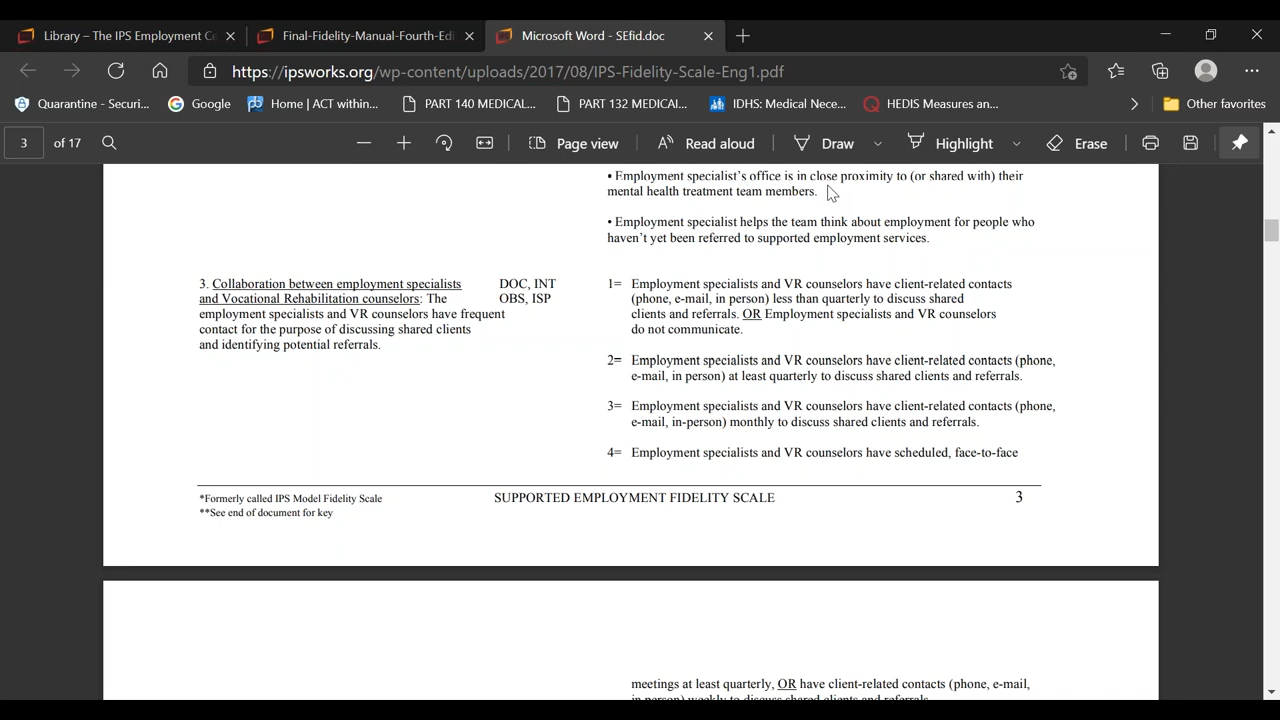 Library – The IPS Employment Ce
Final-Fidelity-Manual-Fourth-Edi
Microsoft Word - SEfid.doc
https://ipsworks.org/wp-content/uploads/2017/08/IPS-Fidelity-Scale-Eng1.pdf
Quarantine - Securi...
Google
Home | ACT within...
PART 140 MEDICAL...
PART 132 MEDICAI...
IDHS: Medical Nece...
HEDIS Measures an...
Other favorites
3 of 17
Page view
Read aloud
Draw
Highlight
Erase
• Employment specialist's office is in close proximity to (or shared with) their
mental health treatment team members.
• Employment specialist helps the team think about employment for people who
haven't yet been referred to supported employment services.
3. Collaboration between employment specialists DOC, INT
and Vocational Rehabilitation counselors: The OBS, ISP
employment specialists and VR counselors have frequent
contact for the purpose of discussing shared clients
and identifying potential referrals.
1= Employment specialists and VR counselors have client-related contacts
(phone, e-mail, in person) less than quarterly to discuss shared
clients and referrals. OR Employment specialists and VR counselors
do not communicate.
2= Employment specialists and VR counselors have client-related contacts (phone,
e-mail, in person) at least quarterly to discuss shared clients and referrals.
3= Employment specialists and VR counselors have client-related contacts (phone,
e-mail, in-person) monthly to discuss shared clients and referrals.
4= Employment specialists and VR counselors have scheduled, face-to-face
*Formerly called IPS Model Fidelity Scale
**See end of document for key
SUPPORTED EMPLOYMENT FIDELITY SCALE
3
meetings at least quarterly, OR have client-related contacts (phone, e-mail,
in person) weekly to discuss shared clients and referrals.